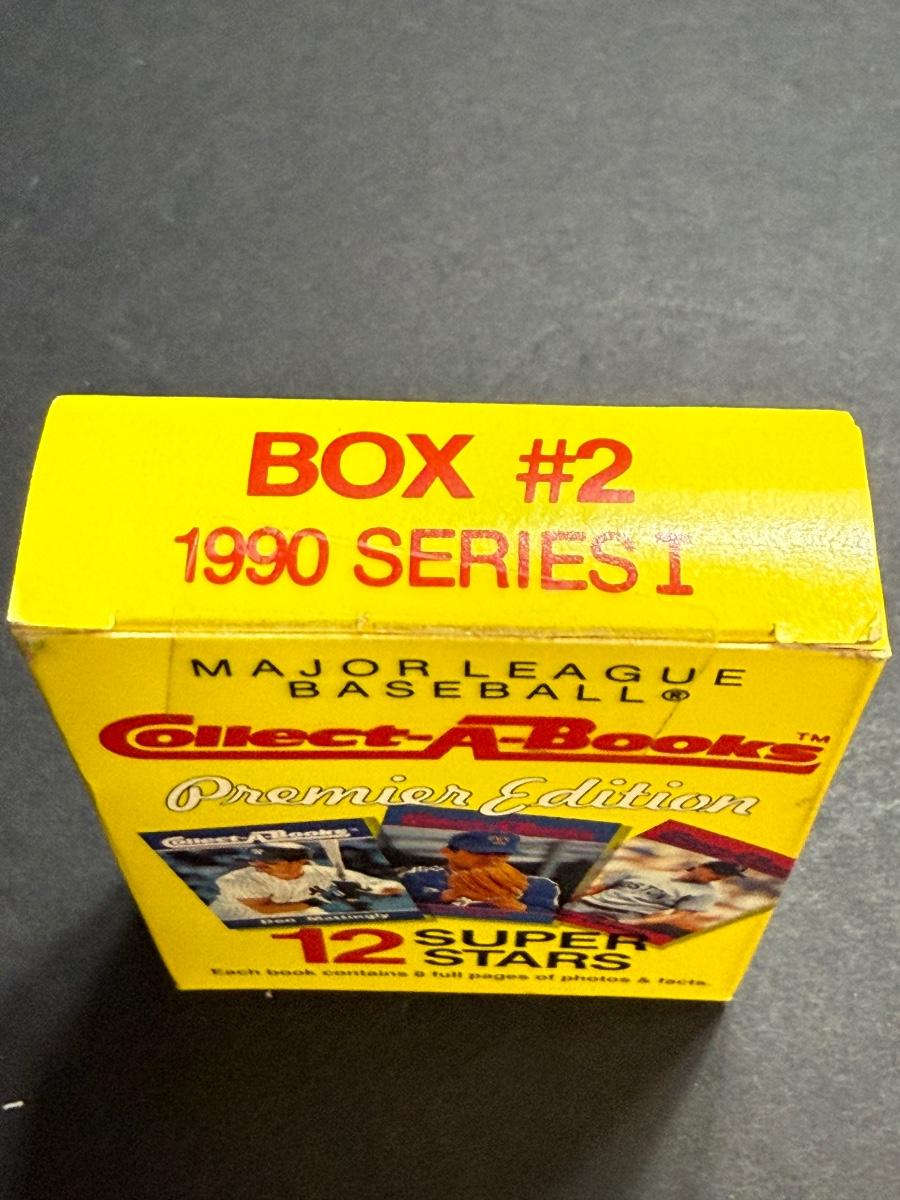 BOX #2
1990 SERIES I
MAJOR LEAGUE
BASEBALL®
Collect-A-Books™
Premier Edition
Collect-A-Books
Don Mattingly
12 SUPER
STARS
Each book contains 8 full pages of photos & facts.